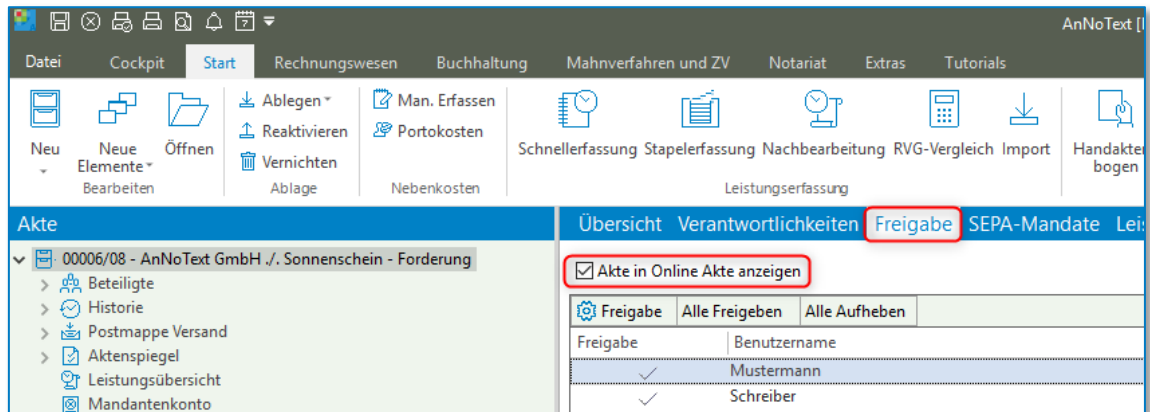 AnNoText [
Datei Cockpit Start Rechnungswesen Buchhaltung Mahnverfahren und ZV Notariat Extras Tutorials
Neu
Neue Elemente
Öffnen
Bearbeiten
Ablegen
Reaktivieren
Vernichten
Ablage
Man. Erfassen
Portokosten
Nebenkosten
Schnellerfassung Stapelerfassung Nachbearbeitung RVG-Vergleich Import
Leistungserfassung
Handakten
bogen
Akte
00006/08 - AnNoText GmbH ./. Sonnenschein - Forderung
Beteiligte
Historie
Postmappe Versand
Aktenspiegel
Leistungsübersicht
Mandantenkonto
Übersicht Verantwortlichkeiten Freigabe SEPA-Mandate Leis
Akte in Online Akte anzeigen
Freigabe Alle Freigeben Alle Aufheben
Freigabe Benutzername
Mustermann
Schreiber